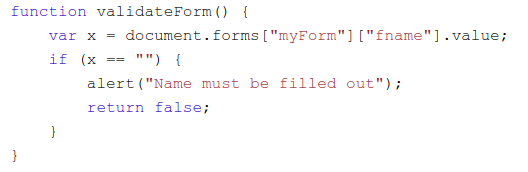 function validateForm() {
    var x = document.forms["myForm"]["fname"].value;
    if (x == "") {
        alert("Name must be filled out");
        return false;
    }
}